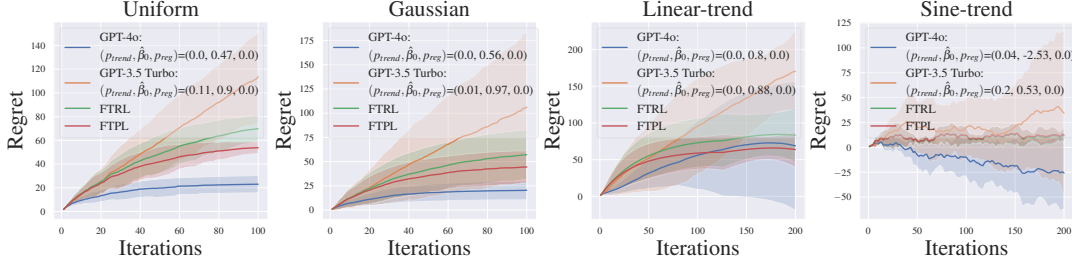 Uniform
Regret
140
120
100
80
60
40
20
0
GPT-4o:
(p_trend, β̂0, p_reg)=(0.0, 0.47, 0.0)
GPT-3.5 Turbo:
(p_trend, β̂0, p_reg)=(0.11, 0.9, 0.0)
FTRL
FTPL
0 20 40 60 80 100
Iterations
Gaussian
Regret
175
150
125
100
75
50
25
0
GPT-4o:
(p_trend, β̂0, p_reg)=(0.0, 0.56, 0.0)
GPT-3.5 Turbo:
(p_trend, β̂0, p_reg)=(0.01, 0.97, 0.0)
FTRL
FTPL
0 20 40 60 80 100
Iterations
Linear-trend
Regret
200
150
100
50
0
GPT-4o:
(p_trend, β̂0, p_reg)=(0.0, 0.8, 0.0)
GPT-3.5 Turbo:
(p_trend, β̂0, p_reg)=(0.0, 0.88, 0.0)
FTRL
FTPL
0 50 100 150 200
Iterations
Sine-trend
Regret
125
100
75
50
25
0
−25
−50
GPT-4o:
(p_trend, β̂0, p_reg)=(0.04, -2.53, 0.0)
GPT-3.5 Turbo:
(p_trend, β̂0, p_reg)=(0.2, 0.53, 0.0)
FTRL
FTPL
0 50 100 150 200
Iterations